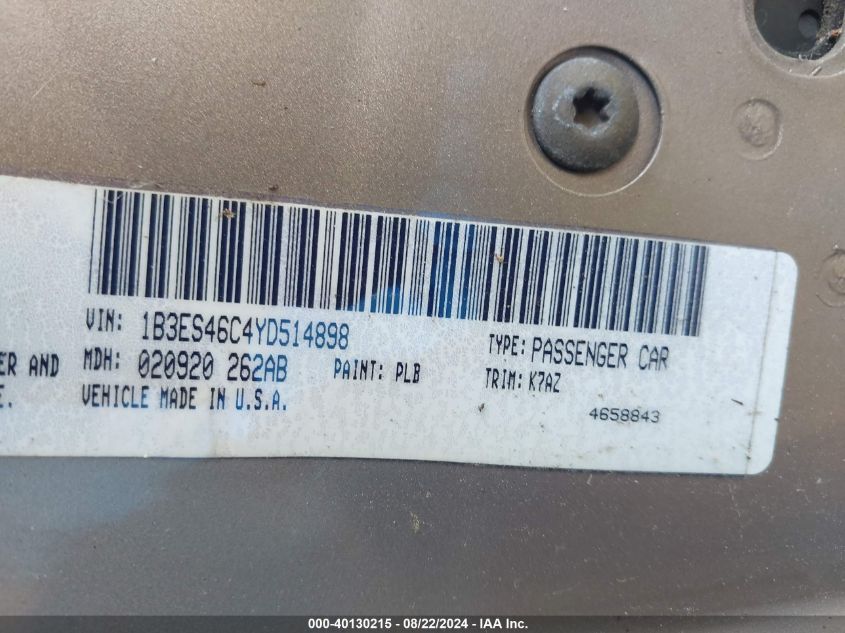 VIN: 1B3ES46C4YD514898
TYPE: PASSENGER CAR
ER AND
MDH: 020920 262AB
PAINT: PLB
TRIM: K7AZ
E.
VEHICLE MADE IN U.S.A.
4658843
000-40130215 - 08/22/2024 - IAA Inc.